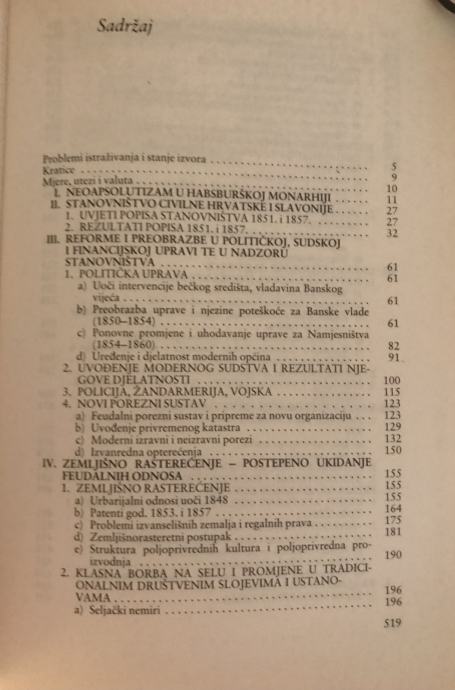 Sadržaj
Problemi istraživanja i stanje izvora . . . . . . . . . . . . . . . . . . . . 5
Kratice . . . . . . . . . . . . . . . . . . . . . . . . . . . . . . . . . . . . 9
Mjere, utezi i valuta . . . . . . . . . . . . . . . . . . . . . . . . . . . . 10
I. NEOAPSOLUTIZAM U HABSBURŠKOJ MONARHIJI . . . . . . 11
II. STANOVNIŠTVO CIVILNE HRVATSKE I SLAVONIJE . . . . . 27
1. UVJETI POPISA STANOVNIŠTVA 1851. i 1857. . . . . . . . . . 27
2. REZULTATI POPISA 1851. i 1857. . . . . . . . . . . . . . . . . . 32
III. REFORME I PREOBRAZBE U POLITIČKOJ, SUDSKOJ
I FINANCIJSKOJ UPRAVI TE U NADZORU
STANOVNIŠTVA . . . . . . . . . . . . . . . . . . . . . . . . . . . . . 61
1. POLITIČKA UPRAVA . . . . . . . . . . . . . . . . . . . . . . . . 61
a) Uoči intervencije bečkog središta, vladavina Banskog
vijeća . . . . . . . . . . . . . . . . . . . . . . . . . . . . . . . . 61
b) Preobrazba uprave i njezine poteškoće za Banske vlade
(1850–1854) . . . . . . . . . . . . . . . . . . . . . . . . . . . . 61
c) Ponovne promjene i uhodavanje uprave za Namjesništva
(1854–1860) . . . . . . . . . . . . . . . . . . . . . . . . . . . . 82
d) Uređenje i djelatnost modernih općina . . . . . . . . . . . . 91
2. UVOĐENJE MODERNOG SUDSTVA I REZULTATI NJE-
GOVE DJELATNOSTI . . . . . . . . . . . . . . . . . . . . . . . . 100
3. POLICIJA, ŽANDARMERIJA, VOJSKA . . . . . . . . . . . . . . 115
4. NOVI POREZNI SUSTAV . . . . . . . . . . . . . . . . . . . . . . 123
a) Feudalni porezni sustav i pripreme za novu organizaciju . . . 123
b) Uvođenje privremenog katastra . . . . . . . . . . . . . . . . 129
c) Moderni izravni i neizravni porezi . . . . . . . . . . . . . . . 132
d) Izvanredna opterećenja . . . . . . . . . . . . . . . . . . . . . 150
IV. ZEMLJIŠNO RASTEREĆENJE – POSTEPENO UKIDANJE
FEUDALNIH ODNOSA . . . . . . . . . . . . . . . . . . . . . . . . . 155
1. ZEMLJIŠNO RASTEREĆENJE . . . . . . . . . . . . . . . . . . . 155
a) Urbarijalni odnosi uoči 1848 . . . . . . . . . . . . . . . . . . 155
b) Patenti god. 1853. i 1857 . . . . . . . . . . . . . . . . . . . . 164
c) Problemi izvanselišnih zemalja i regalnih prava . . . . . . . . 175
d) Zemljišnorasteretni postupak . . . . . . . . . . . . . . . . . . 181
e) Struktura poljoprivrednih kultura i poljoprivredna pro-
izvodnja . . . . . . . . . . . . . . . . . . . . . . . . . . . . . . 190
2. KLASNA BORBA NA SELU I PROMJENE U TRADICI-
ONALNIM DRUŠTVENIM SLOJEVIMA I USTANO-
VAMA . . . . . . . . . . . . . . . . . . . . . . . . . . . . . . . . . 196
a) Seljački nemiri . . . . . . . . . . . . . . . . . . . . . . . . . . 196
519